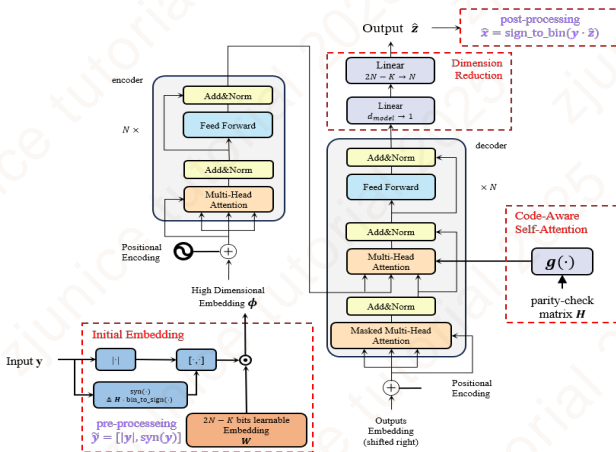 Output ẑ
post-processing
x̂ = sign_to_bin(y · ẑ)
Linear
2N − K → N
Dimension
Reduction
Linear
d_model → 1
encoder
N ×
Add&Norm
Feed Forward
Add&Norm
Multi-Head
Attention
Positional
Encoding
decoder
× N
Add&Norm
Feed Forward
Add&Norm
Multi-Head
Attention
Add&Norm
Masked Multi-Head
Attention
Code-Aware
Self-Attention
g(·)
parity-check
matrix H
High Dimensional
Embedding ϕ
Positional
Encoding
Outputs
Embedding
(shifted right)
Initial Embedding
Input y
|·|
[·,·]
syn(·)
≜ H · bin_to_sign(·)
pre-processeing
ỹ = [|y|, syn(y)]
2N − K bits learnable
Embedding
W
zjunice tutorial 2025